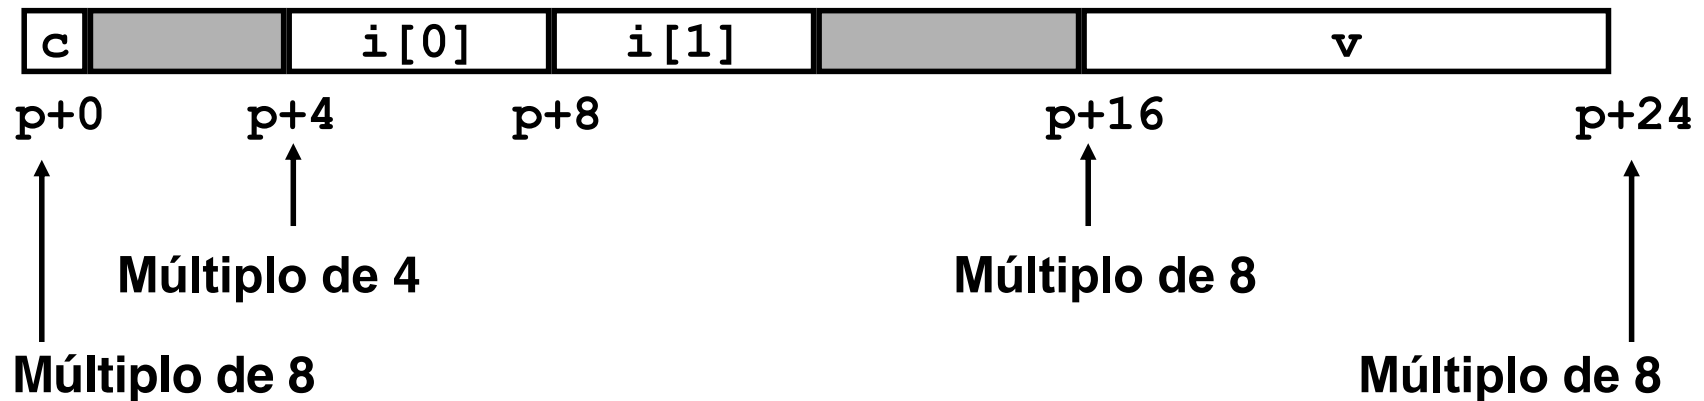 c i[0] i[1] v
p+0 p+4 p+8 p+16 p+24
Múltiplo de 4 Múltiplo de 8
Múltiplo de 8 Múltiplo de 8